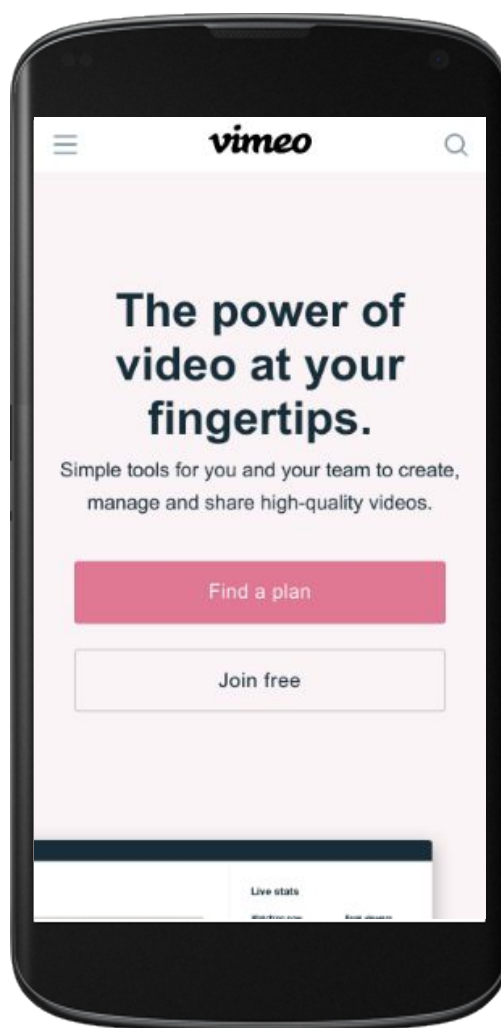 vimeo
The power of
video at your
fingertips.
Simple tools for you and your team to create,
manage and share high-quality videos.
Find a plan
Join free
Live stats